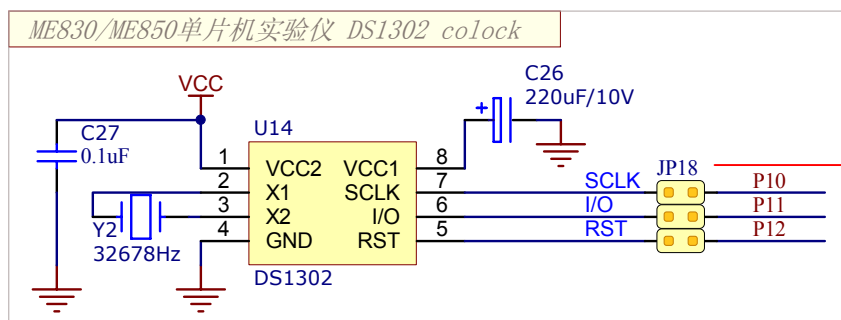 ME830/ME850单片机实验仪 DS1302 colock
VCC
C26
220uF/10V
+
C27
0.1uF
U14
1 VCC2 VCC1 8
2 X1 SCLK 7
3 X2 I/O 6
4 GND RST 5
DS1302
Y2
32678Hz
JP18
SCLK P10
I/O P11
RST P12